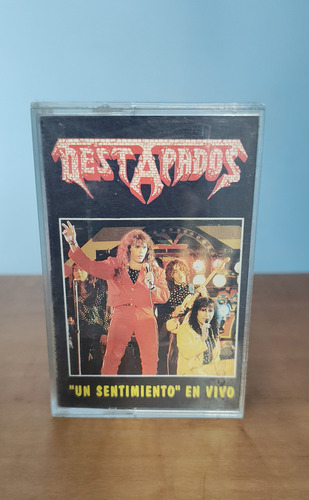 DESTAPADOS
"UN SENTIMIENTO" EN VIVO